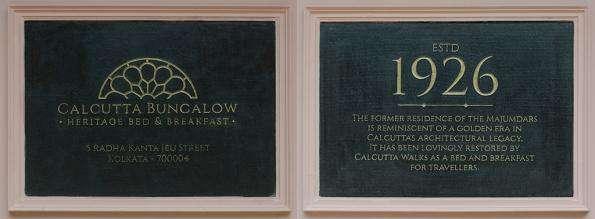 CALCUTTA BUNGALOW
• HERITAGE BED & BREAKFAST •
5 RADHA KANTA JEU STREET
KOLKATA - 700004
ESTD
1926
THE FORMER RESIDENCE OF THE MAJUMDARS
IS REMINISCENT OF A GOLDEN ERA IN
CALCUTTA'S ARCHITECTURAL LEGACY.
IT HAS BEEN LOVINGLY RESTORED BY
CALCUTTA WALKS AS A BED AND BREAKFAST
FOR TRAVELLERS.